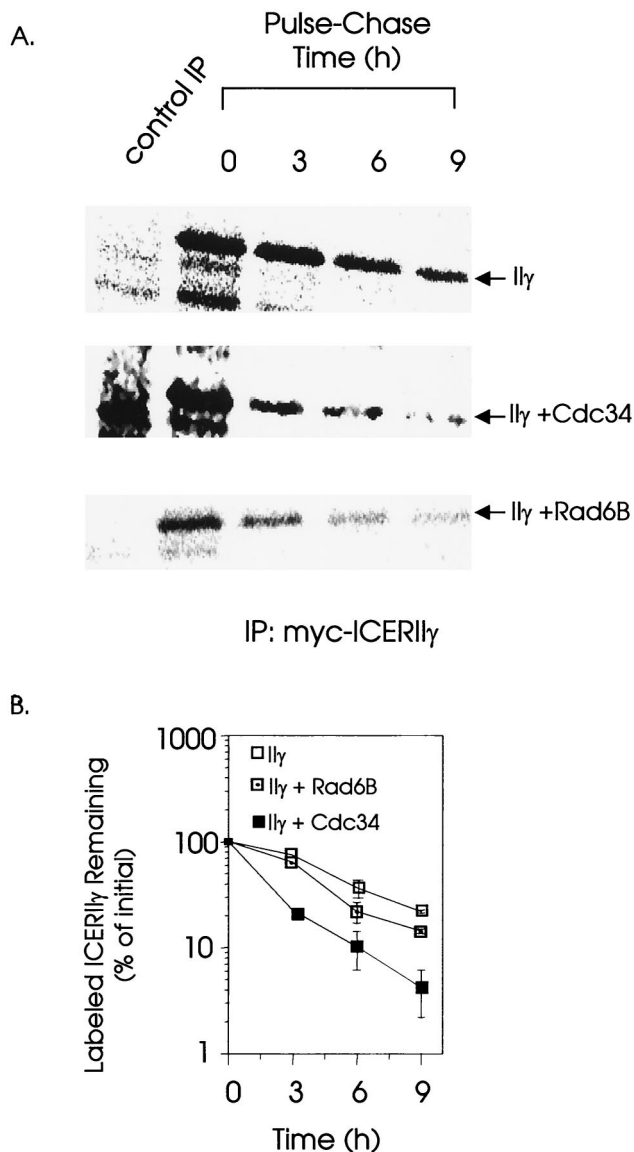 A.
Pulse-Chase
Time (h)
control IP
0 3 6 9
IIγ
IIγ +Cdc34
IIγ +Rad6B
IP: myc-ICERIIγ
B.
Labeled ICERIIγ Remaining
(% of initial)
1000
100
10
1
IIγ
IIγ + Rad6B
IIγ + Cdc34
0 3 6 9
Time (h)